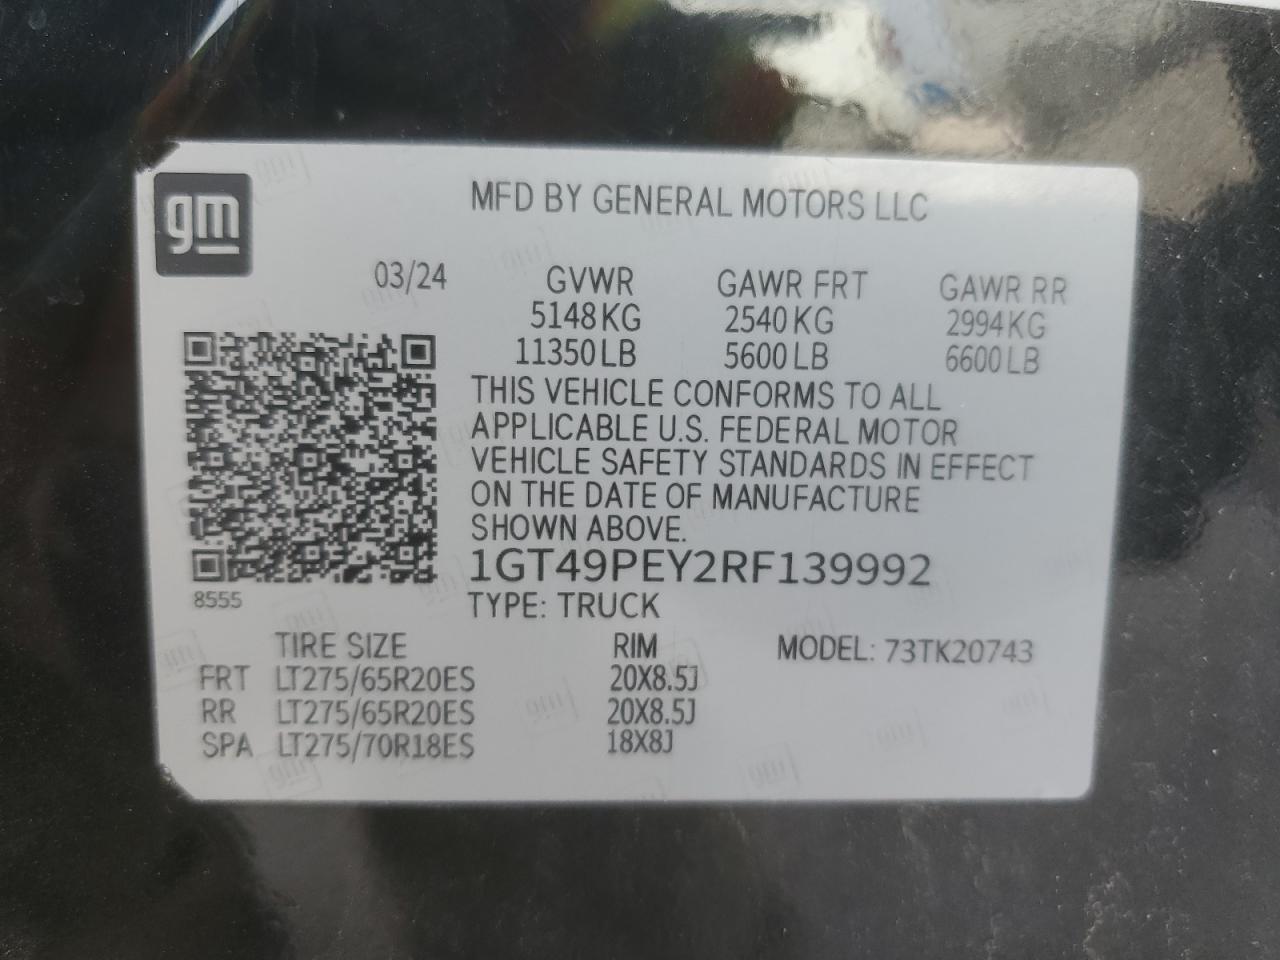 gm
MFD BY GENERAL MOTORS LLC
03/24 GVWR GAWR FRT GAWR RR
5148KG 2540KG 2994KG
11350LB 5600LB 6600LB
THIS VEHICLE CONFORMS TO ALL
APPLICABLE U.S. FEDERAL MOTOR
VEHICLE SAFETY STANDARDS IN EFFECT
ON THE DATE OF MANUFACTURE
SHOWN ABOVE.
1GT49PEY2RF139992
8555 TYPE: TRUCK
TIRE SIZE RIM MODEL: 73TK20743
FRT LT275/65R20ES 20X8.5J
RR LT275/65R20ES 20X8.5J
SPA LT275/70R18ES 18X8J